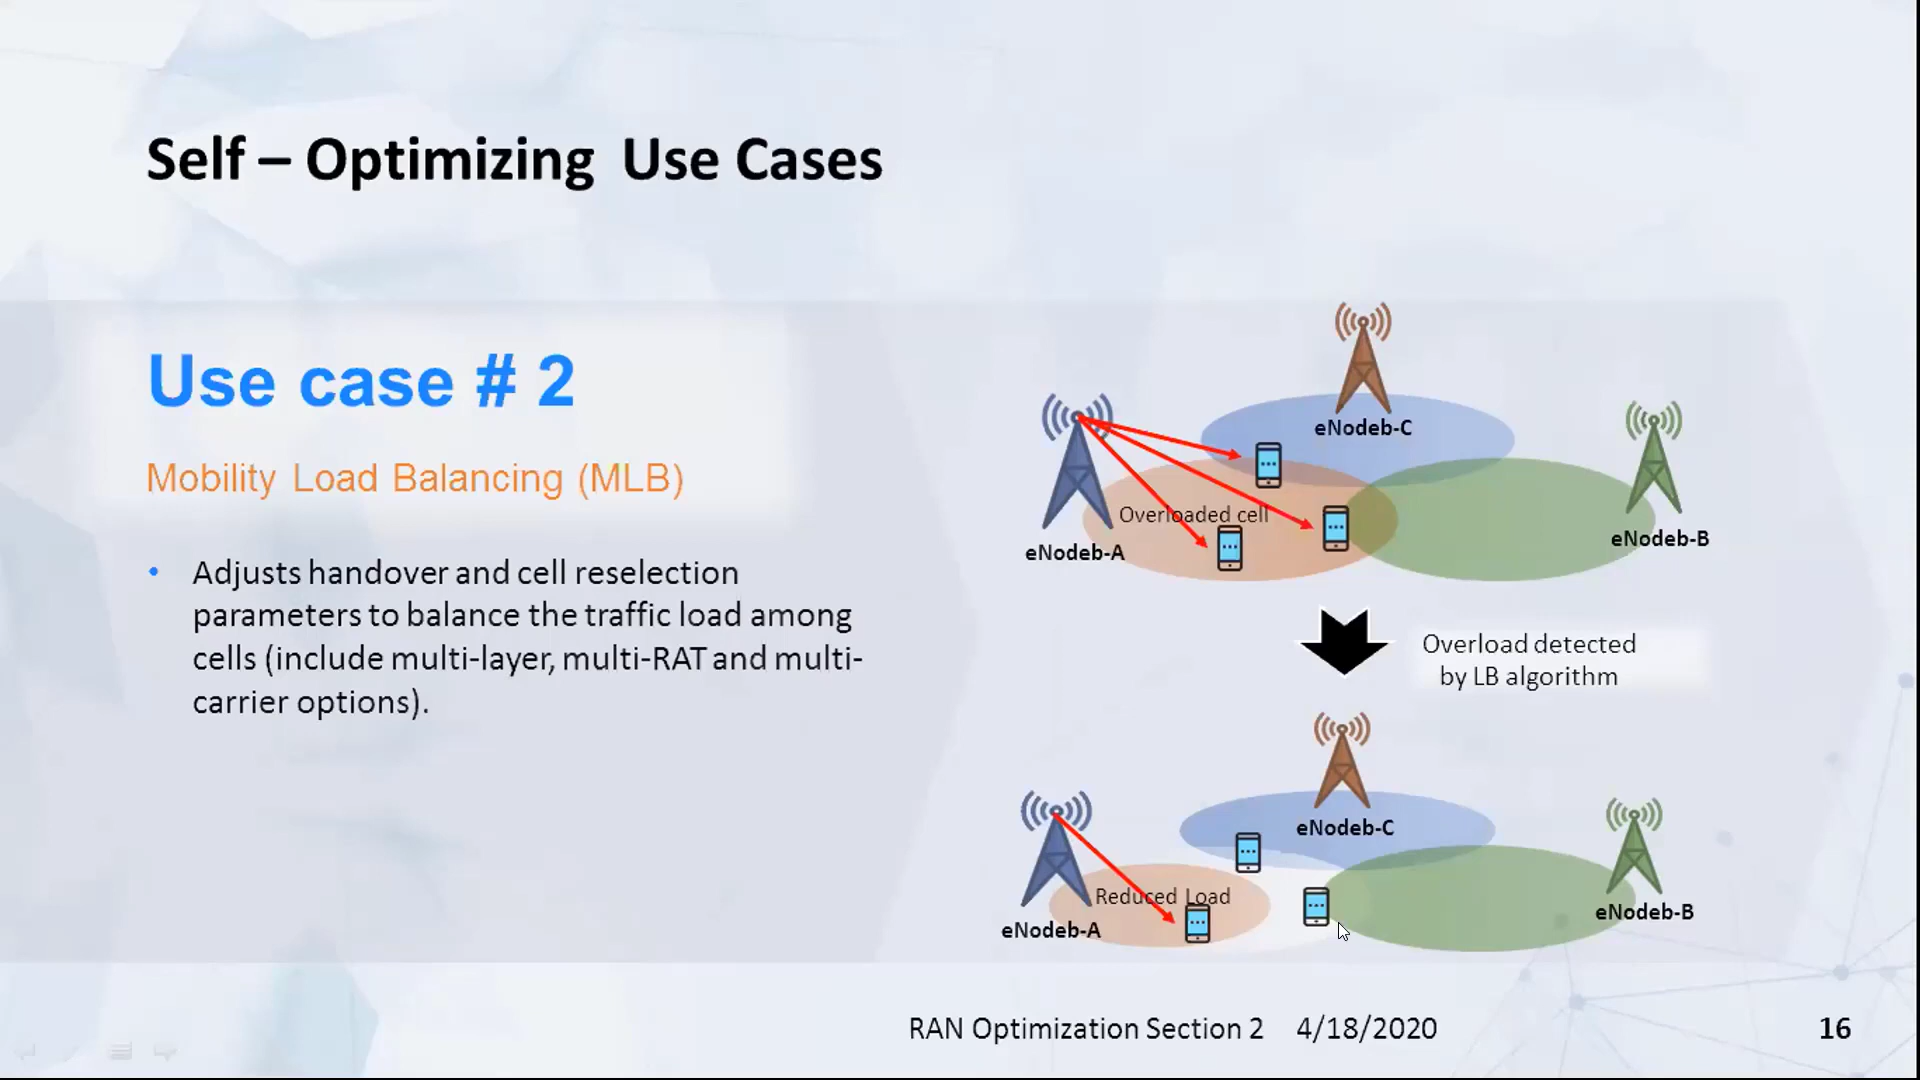 Self – Optimizing Use Cases
Use case # 2
Mobility Load Balancing (MLB)
• Adjusts handover and cell reselection
parameters to balance the traffic load among
cells (include multi-layer, multi-RAT and multi-
carrier options).
eNodeb-C
Overloaded cell
eNodeb-A
eNodeb-B
Overload detected
by LB algorithm
eNodeb-C
Reduced Load
eNodeb-A
eNodeb-B
RAN Optimization Section 2 4/18/2020
16